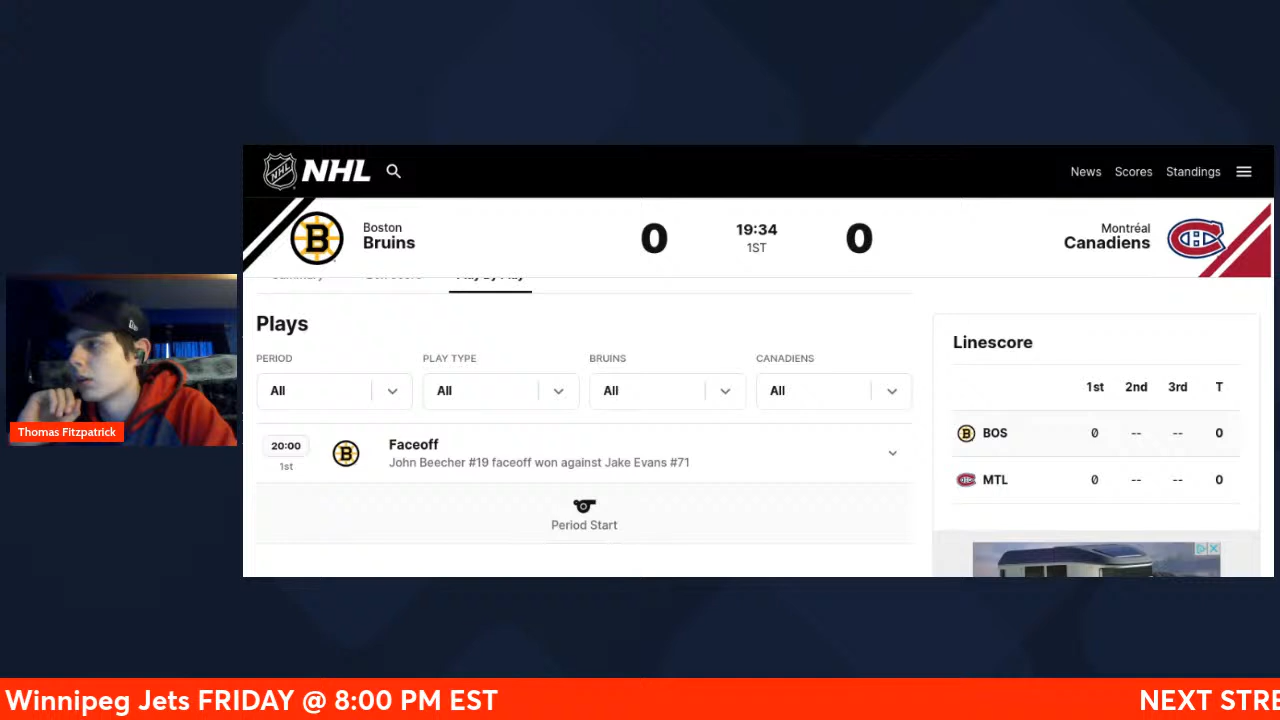 NHL
News Scores Standings
Boston
Bruins
0
19:34
1ST
0
Montréal
Canadiens
Play By Play
Plays
PERIOD
PLAY TYPE
BRUINS
CANADIENS
All
All
All
All
20:00
1st
Faceoff
John Beecher #19 faceoff won against Jake Evans #71
Period Start
Linescore
1st 2nd 3rd T
BOS 0 -- -- 0
MTL 0 -- -- 0
Thomas Fitzpatrick
Winnipeg Jets FRIDAY @ 8:00 PM EST
NEXT STRE